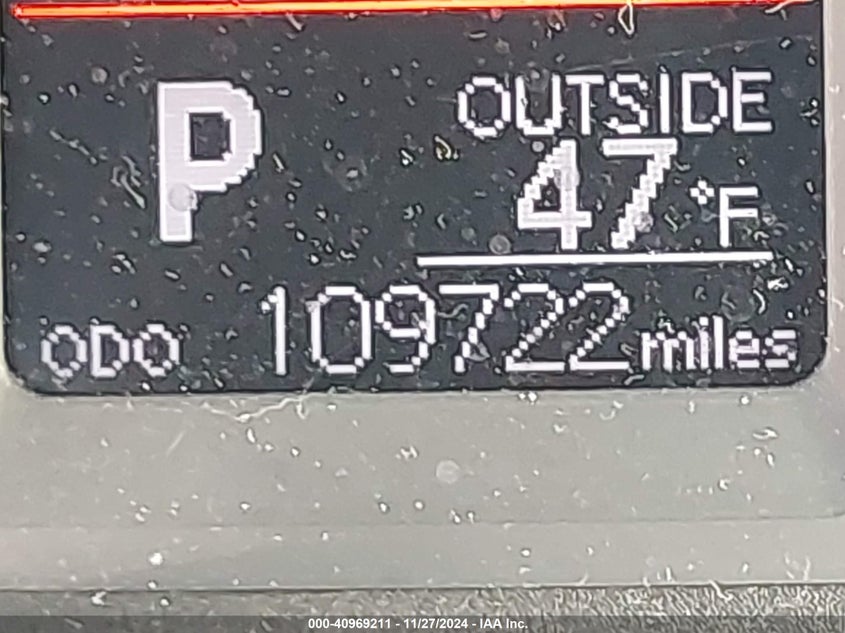 P
OUTSIDE
47°F
ODO 109722 miles
000-40969211 - 11/27/2024 - IAA Inc.